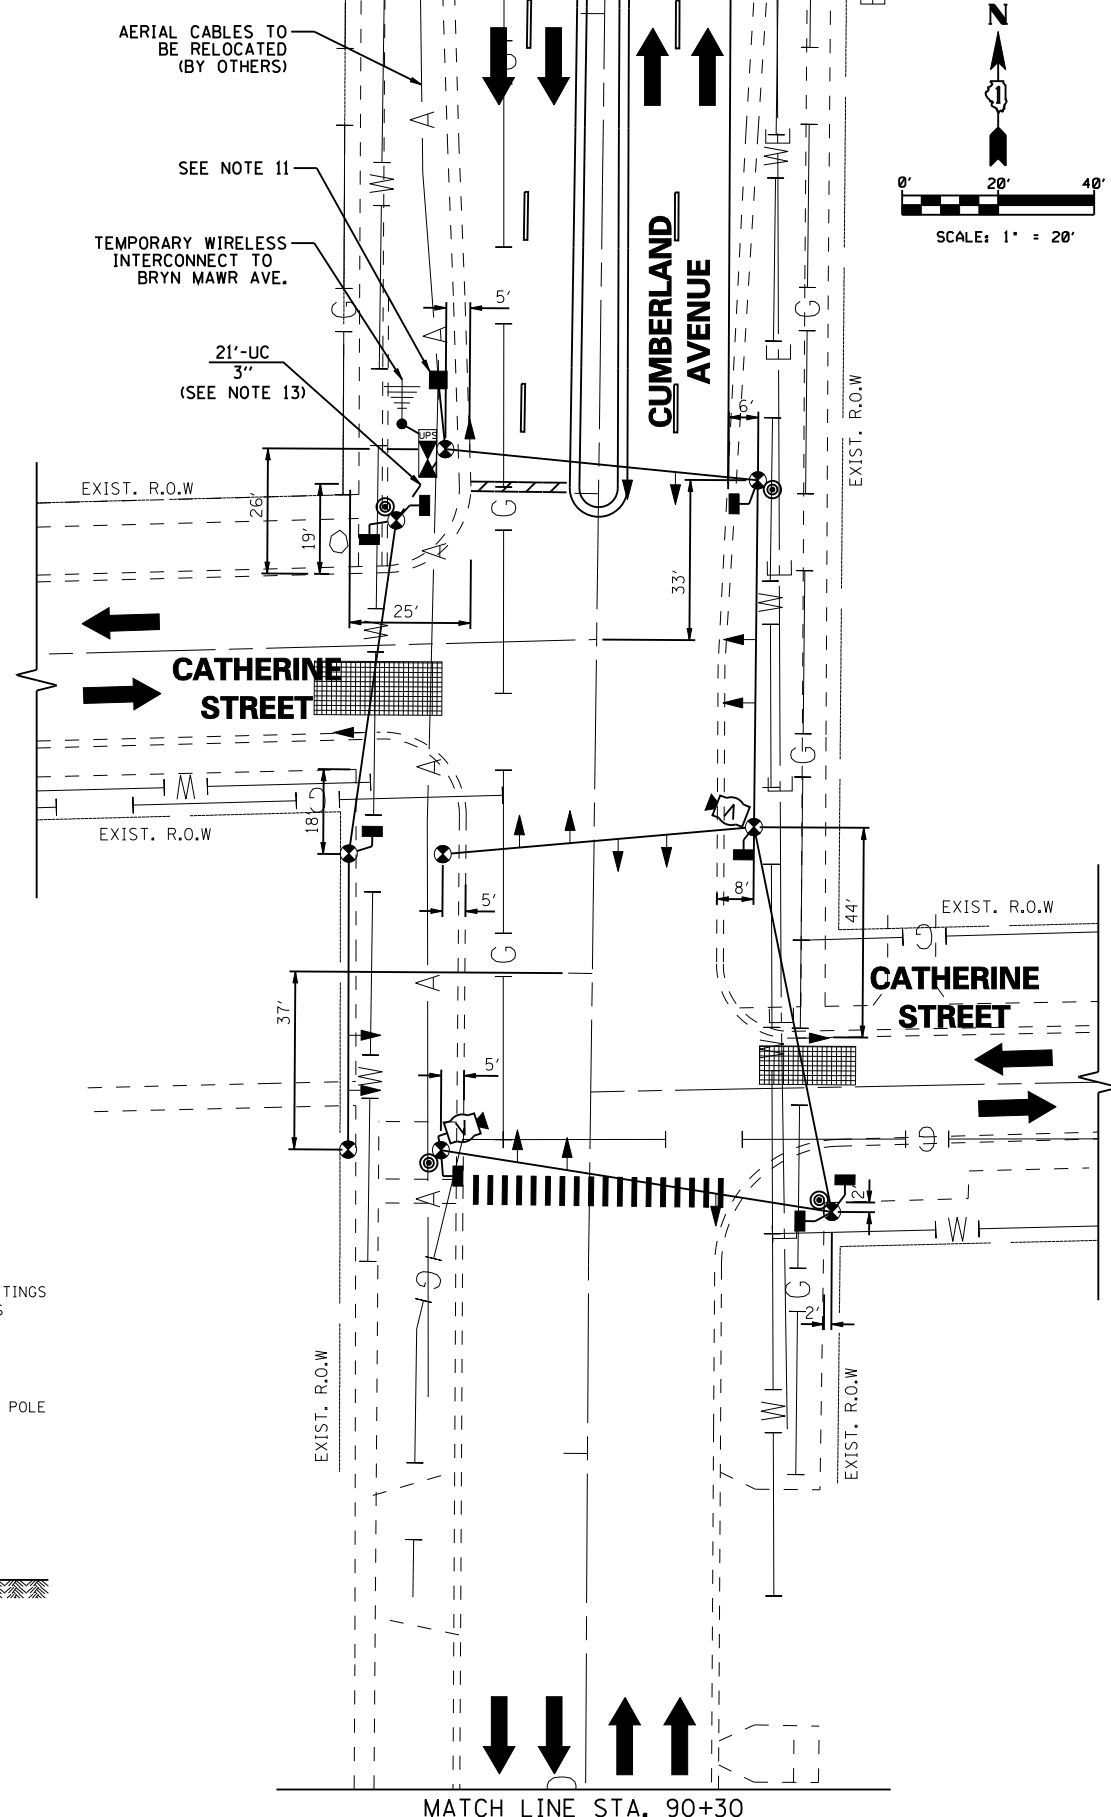 AERIAL CABLES TO
BE RELOCATED
(BY OTHERS)
N
1
0' 20' 40'
SCALE: 1" = 20'
SEE NOTE 11
TEMPORARY WIRELESS
INTERCONNECT TO
BRYN MAWR AVE.
CUMBERLAND
AVENUE
A
W
E
G
G
5'
A
E
21'-UC
3"
(SEE NOTE 13)
UPS
6'
EXIST. R.O.W
EXIST. R.O.W
26'
19'
G
A
33'
W
25'
W
CATHERINE
STREET
A
G
W
G
18'
EXIST. R.O.W
N
8'
5'
44'
EXIST. R.O.W
G
G
A
CATHERINE
STREET
37'
W
5'
N
G
A
2'
W
G
G
2'
TTINGS
S
EXIST. R.O.W
EXIST. R.O.W
W
POLE
MATCH LINE STA. 90+30